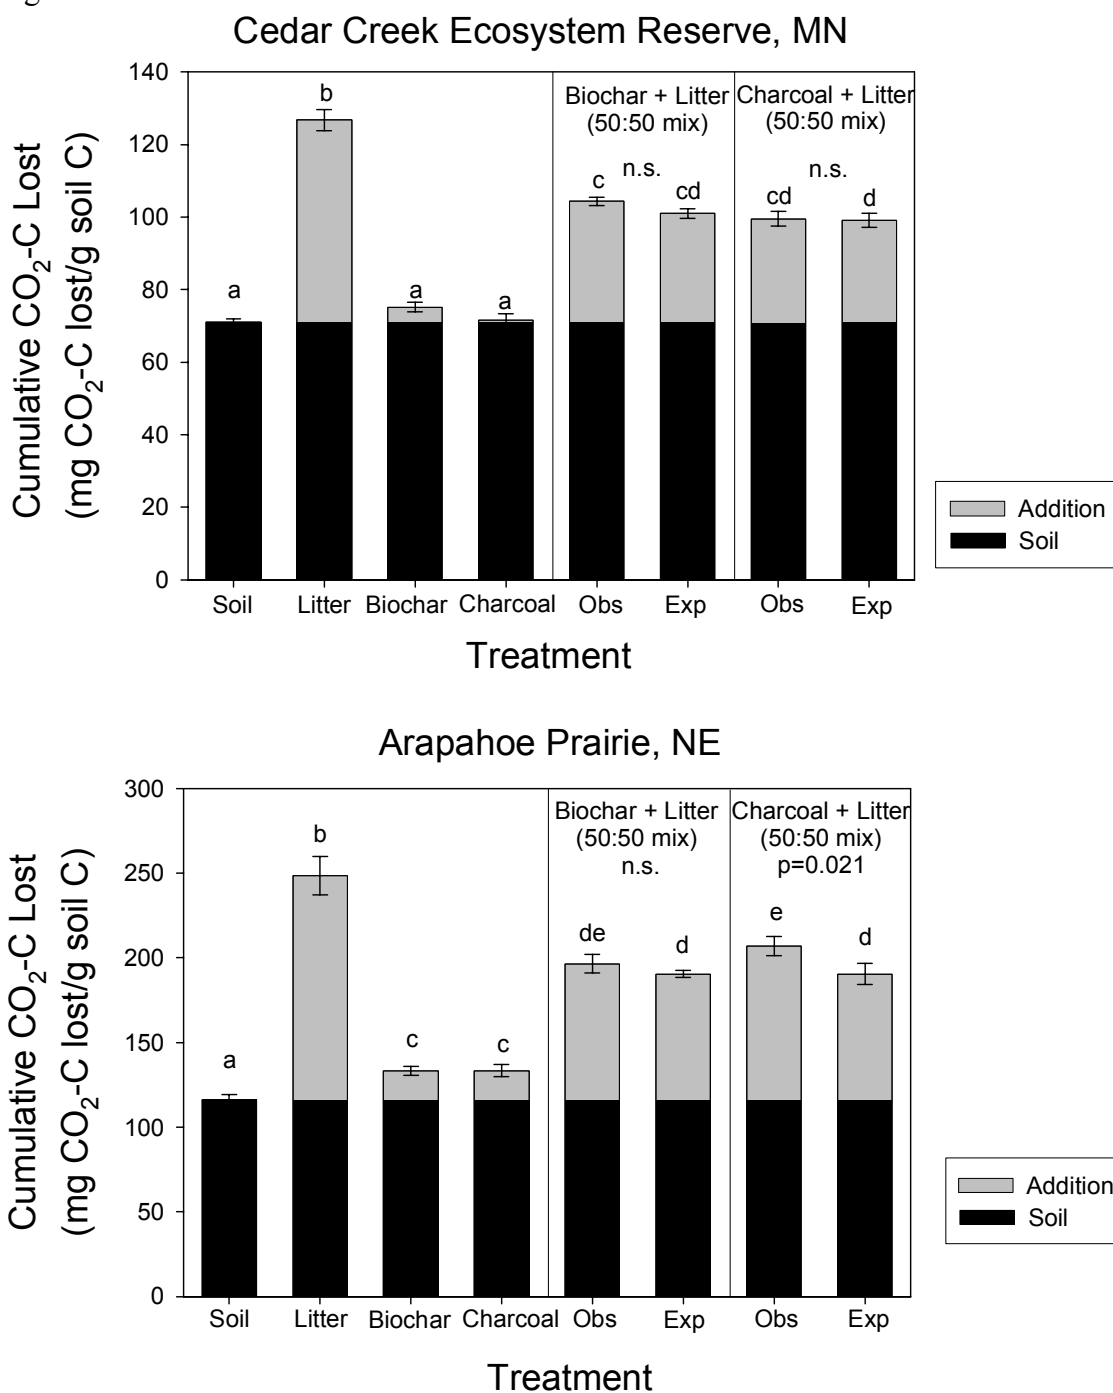 Cedar Creek Ecosystem Reserve, MN
Cumulative CO2-C Lost
(mg CO2-C lost/g soil C)
140
120
100
80
60
40
20
0
a
b
a
a
Biochar + Litter
(50:50 mix)
n.s.
c
cd
Charcoal + Litter
(50:50 mix)
n.s.
cd
d
Soil
Litter
Biochar
Charcoal
Obs
Exp
Obs
Exp
Treatment
Addition
Soil
Arapahoe Prairie, NE
Cumulative CO2-C Lost
(mg CO2-C lost/g soil C)
300
250
200
150
100
50
0
a
b
c
c
Biochar + Litter
(50:50 mix)
n.s.
de
d
Charcoal + Litter
(50:50 mix)
p=0.021
e
d
Soil
Litter
Biochar
Charcoal
Obs
Exp
Obs
Exp
Treatment
Addition
Soil